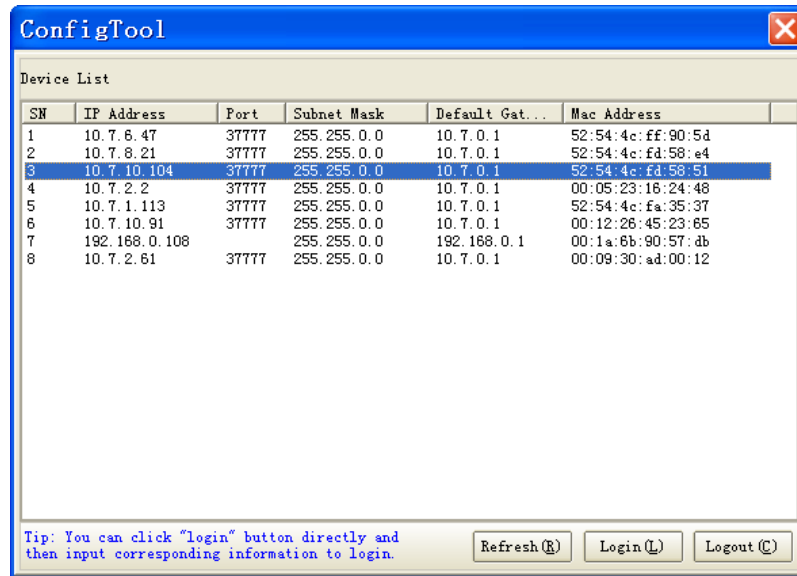 ConfigTool
Device List
SN IP Address Port Subnet Mask Default Gat... Mac Address
1 10.7.6.47 37777 255.255.0.0 10.7.0.1 52:54:4c:ff:90:5d
2 10.7.8.21 37777 255.255.0.0 10.7.0.1 52:54:4c:fd:58:e4
3 10.7.10.104 37777 255.255.0.0 10.7.0.1 52:54:4c:fd:58:51
4 10.7.2.2 37777 255.255.0.0 10.7.0.1 00:05:23:16:24:48
5 10.7.1.113 37777 255.255.0.0 10.7.0.1 52:54:4c:fa:35:37
6 10.7.10.91 37777 255.255.0.0 10.7.0.1 00:12:26:45:23:65
7 192.168.0.108 255.255.0.0 192.168.0.1 00:1a:6b:90:57:db
8 10.7.2.61 37777 255.255.0.0 10.7.0.1 00:09:30:ad:00:12
Tip: You can click "login" button directly and
then input corresponding information to login.
Refresh(R) Login(L) Logout(C)